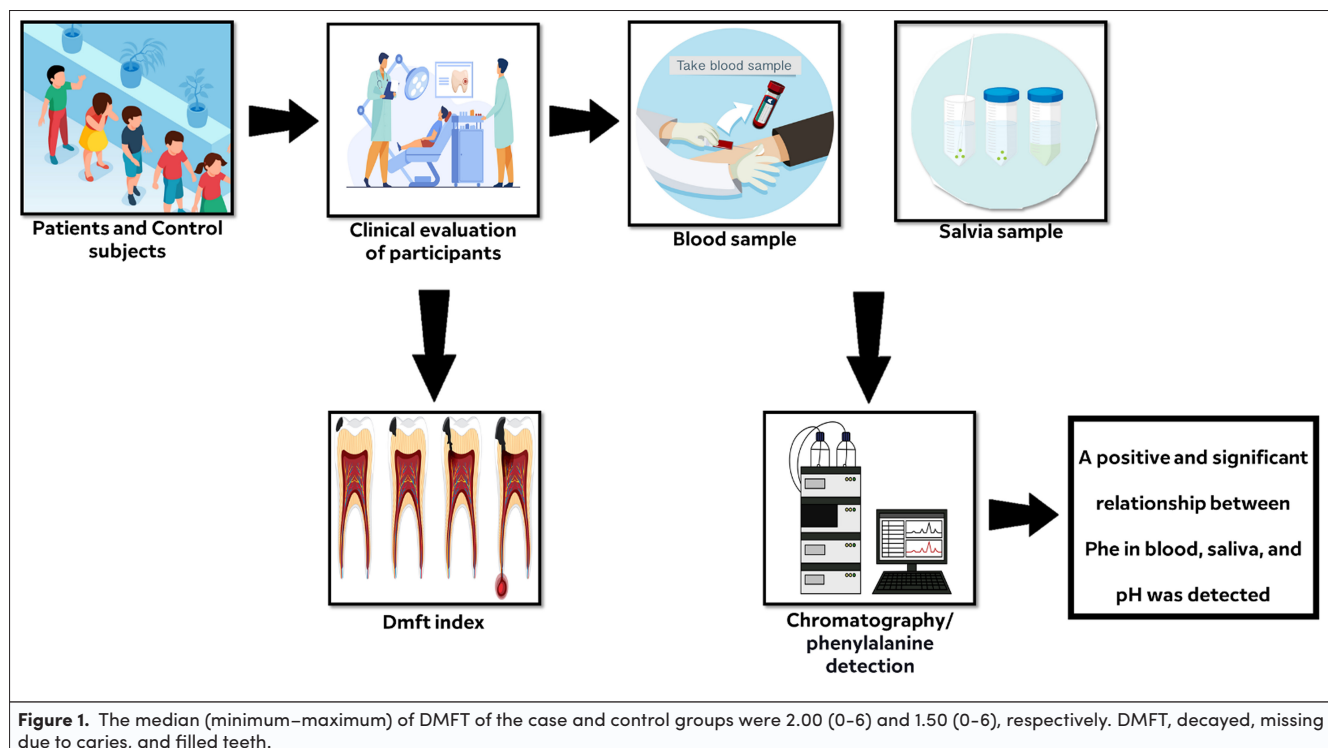 Take blood sample
Patients and Control
subjects
Clinical evaluation
of participants
Blood sample
Salvia sample
Dmft index
Chromatography/
phenylalanine
detection
A positive and significant
relationship between
Phe in blood, saliva, and
pH was detected
Figure 1. The median (minimum–maximum) of DMFT of the case and control groups were 2.00 (0-6) and 1.50 (0-6), respectively. DMFT, decayed, missing
due to caries, and filled teeth.